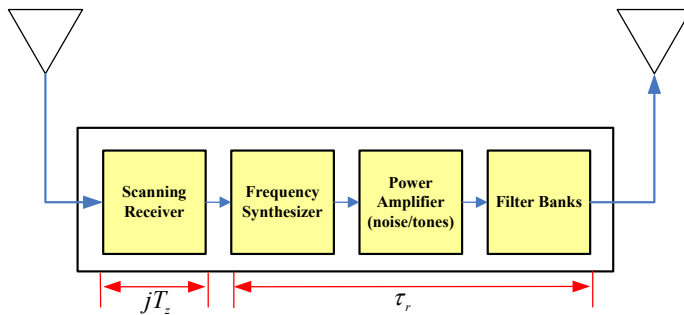 Scanning
Receiver
Frequency
Synthesizer
Power
Amplifier
(noise/tones)
Filter Banks
jT_z
τ_r